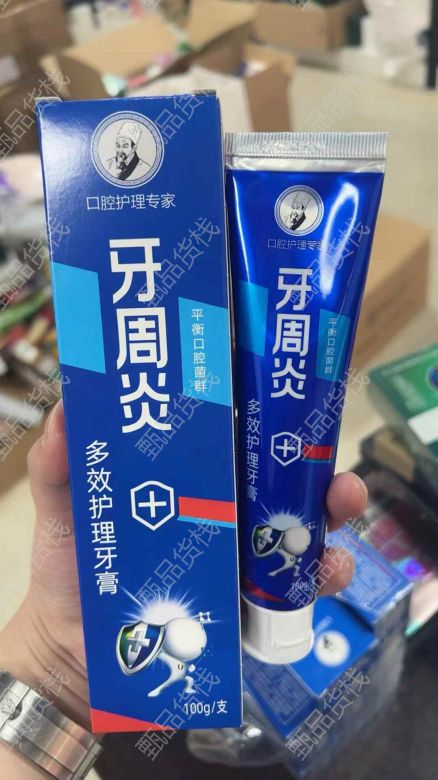 口腔护理专家
牙周炎
平衡口腔菌群
多效护理牙膏
100g/支
口腔护理专家
牙周炎
平衡口腔菌群
多效护理牙膏
甄品货栈